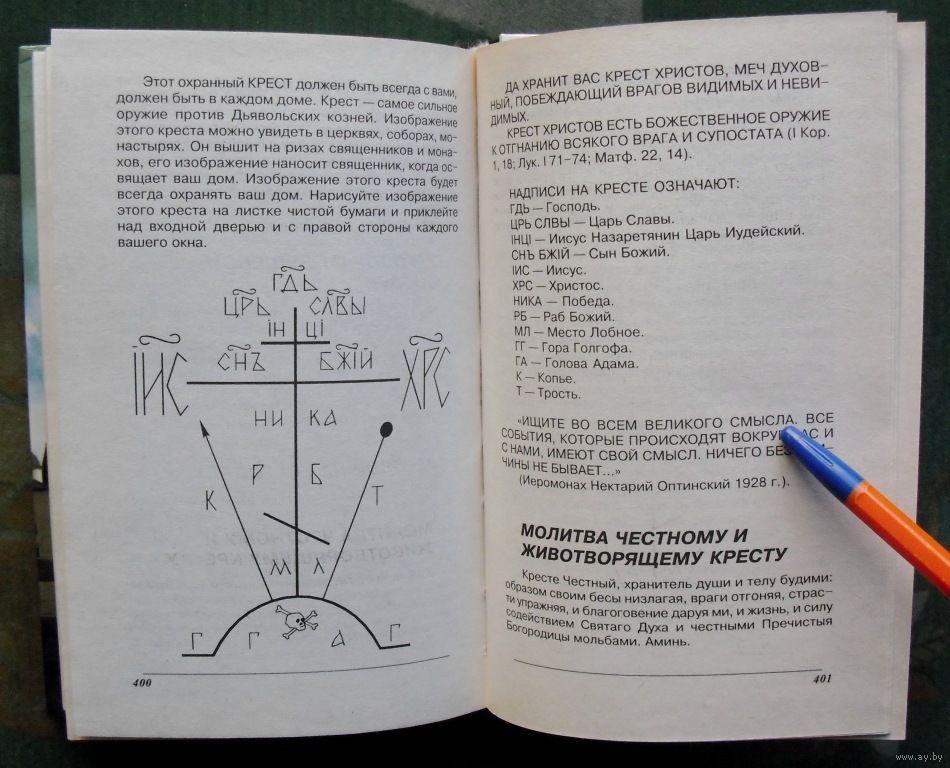 Этот охранный КРЕСТ должен быть всегда с вами,
должен быть в каждом доме. Крест — самое сильное
оружие против Дьявольских козней. Изображение
этого креста можно увидеть в церквях, соборах, мо-
настырях. Он вышит на ризах священников и мона-
хов, его изображение наносит священник, когда ос-
вящает ваш дом. Изображение этого креста будет
всегда охранять ваш дом. Нарисуйте изображение
этого креста на листке чистой бумаги и приклейте
над входной дверью и с правой стороны каждого
вашего окна.
ГДЬ
ЦРЬ СЛВЫ
ІН ЦІ
ІИС СНЪ БЖІЙ ХРС
НИ КА
Р Б
К Т
М Л
Г Г А Г
400
ДА ХРАНИТ ВАС КРЕСТ ХРИСТОВ, МЕЧ ДУХОВ-
НЫЙ, ПОБЕЖДАЮЩИЙ ВРАГОВ ВИДИМЫХ И НЕВИ-
ДИМЫХ.
КРЕСТ ХРИСТОВ ЕСТЬ БОЖЕСТВЕННОЕ ОРУЖИЕ
К ОТГНАНИЮ ВСЯКОГО ВРАГА И СУПОСТАТА (I Кор.
1, 18; Лук. I 71–74; Матф. 22, 14).
НАДПИСИ НА КРЕСТЕ ОЗНАЧАЮТ:
ГДЬ — Господь.
ЦРЬ СЛВЫ — Царь Славы.
ІНЦІ — Иисус Назаретянин Царь Иудейский.
СНЪ БЖІЙ — Сын Божий.
ІИС — Иисус.
ХРС — Христос.
НИКА — Победа.
РБ — Раб Божий.
МЛ — Место Лобное.
ГГ — Гора Голгофа.
ГА — Голова Адама.
К — Копье.
Т — Трость.
«ИЩИТЕ ВО ВСЕМ ВЕЛИКОГО СМЫСЛА. ВСЕ
СОБЫТИЯ, КОТОРЫЕ ПРОИСХОДЯТ ВОКРУГ НАС И
С НАМИ, ИМЕЮТ СВОЙ СМЫСЛ. НИЧЕГО БЕЗ
ЧИНЫ НЕ БЫВАЕТ...»
(Иеромонах Нектарий Оптинский 1928 г.).
МОЛИТВА ЧЕСТНОМУ И
ЖИВОТВОРЯЩЕМУ КРЕСТУ
Кресте Честный, хранитель души и телу будими:
образом своим бесы низлагая, враги отгоняя, страс-
ти упражняя, и благоговение даруя ми, и жизнь, и силу
содействием Святаго Духа и честными Пречистыя
Богородицы мольбами. Аминь.
401
www.ay.by